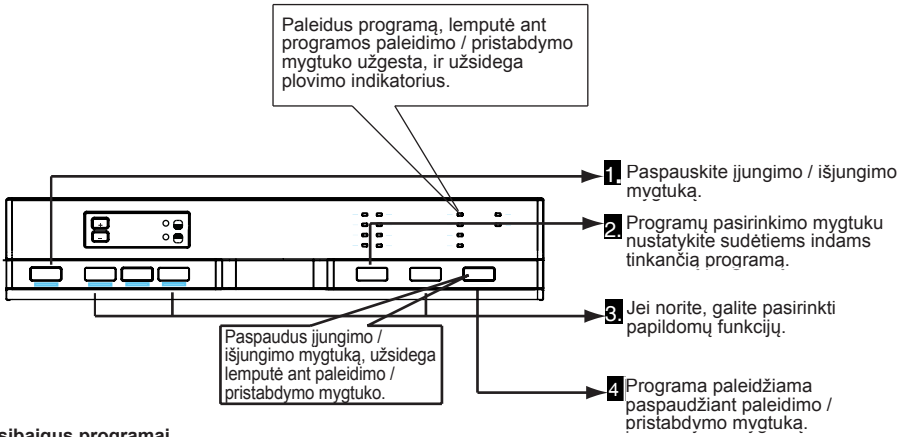 Paleidus programą, lemputė ant
programos paleidimo / pristabdymo
mygtuko užgesta, ir užsidega
plovimo indikatorius.
1. Paspauskite įjungimo / išjungimo
mygtuką.
2. Programų pasirinkimo mygtuku
nustatykite sudėtiems indams
tinkančią programą.
3. Jei norite, galite pasirinkti
papildomų funkcijų.
Paspaudus įjungimo /
išjungimo mygtuką, užsidega
lemputė ant paleidimo /
pristabdymo mygtuko.
4 Programa paleidžiama
paspaudžiant paleidimo /
pristabdymo mygtuką.
sibaigus programai